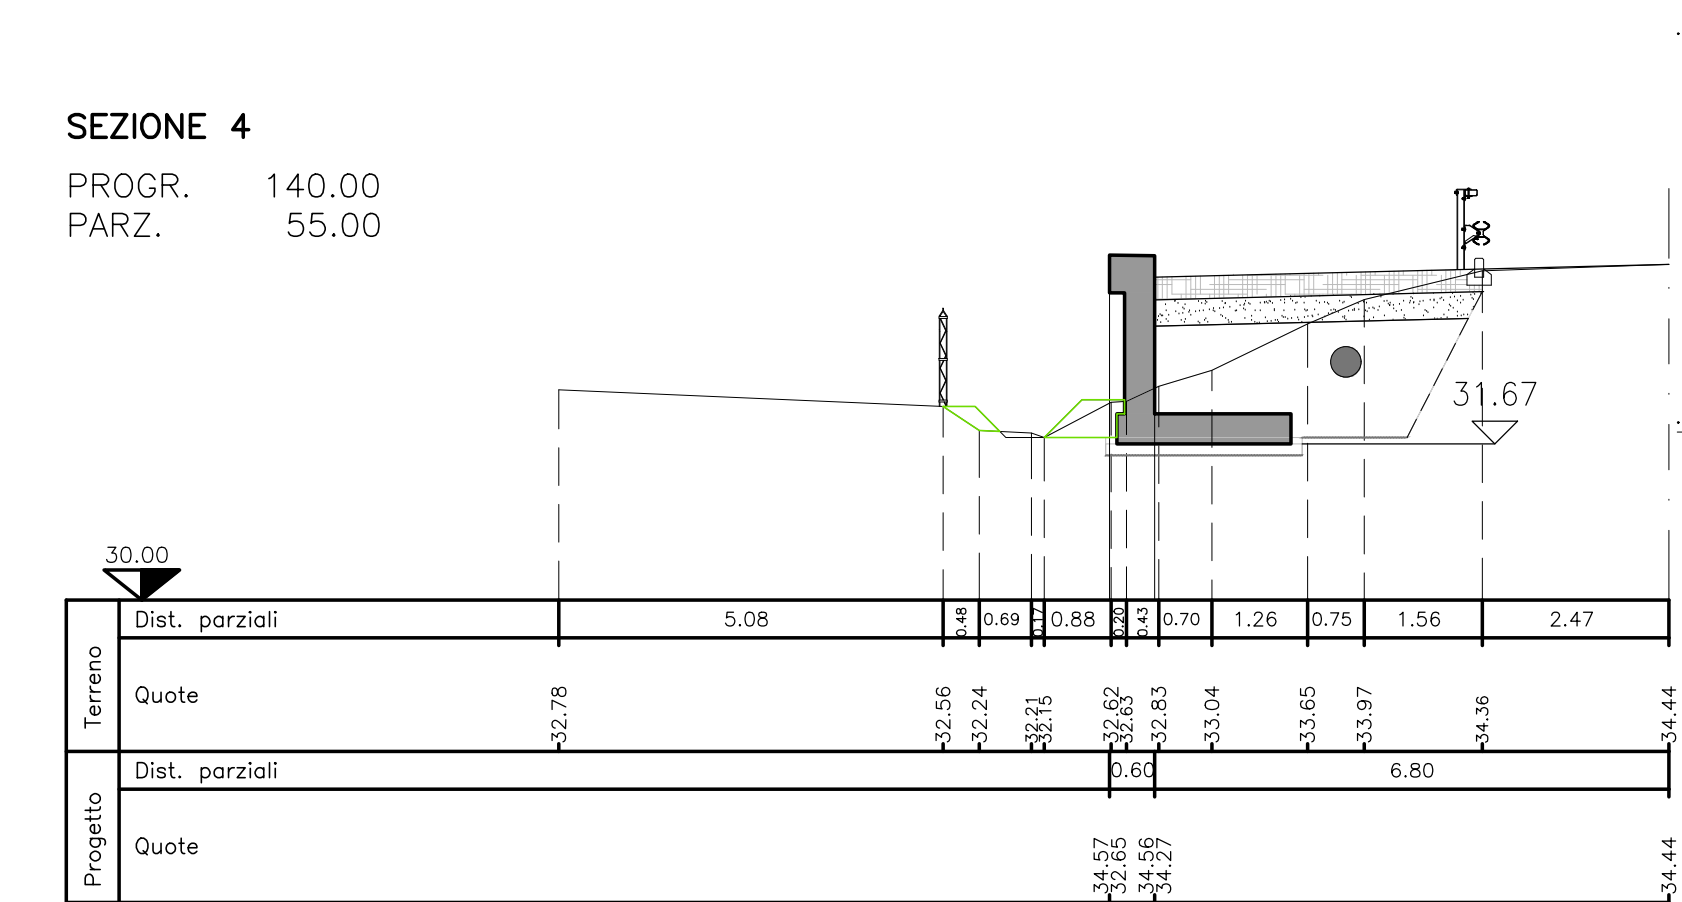 SEZIONE 4
PROGR. 140.00
PARZ. 55.00
31.67
30.00
Terreno
Dist. parziali 5.08 0.48 0.69 0.17 0.88 0.20 0.43 0.70 1.26 0.75 1.56 2.47
Quote 32.78 32.56 32.24 32.21 32.15 32.62 32.63 32.83 33.04 33.65 33.97 34.36 34.44
Progetto
Dist. parziali 0.60 6.80
Quote 34.57 32.65 34.56 34.27 34.44